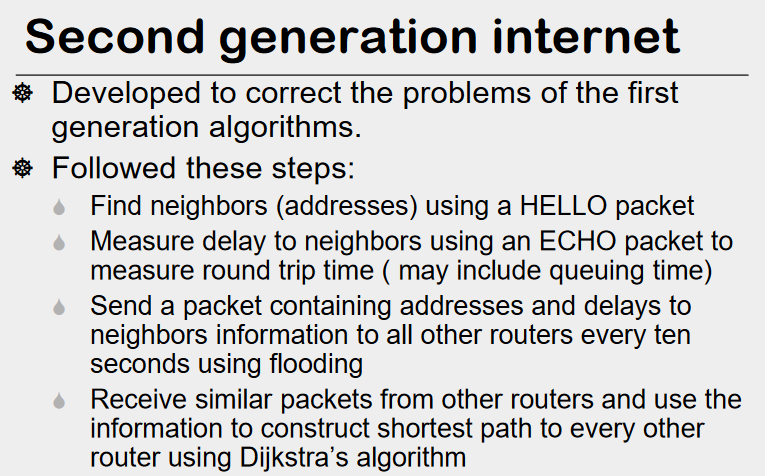 Second generation internet
Developed to correct the problems of the first
generation algorithms.
Followed these steps:
Find neighbors (addresses) using a HELLO packet
Measure delay to neighbors using an ECHO packet to
measure round trip time ( may include queuing time)
Send a packet containing addresses and delays to
neighbors information to all other routers every ten
seconds using flooding
Receive similar packets from other routers and use the
information to construct shortest path to every other
router using Dijkstra’s algorithm